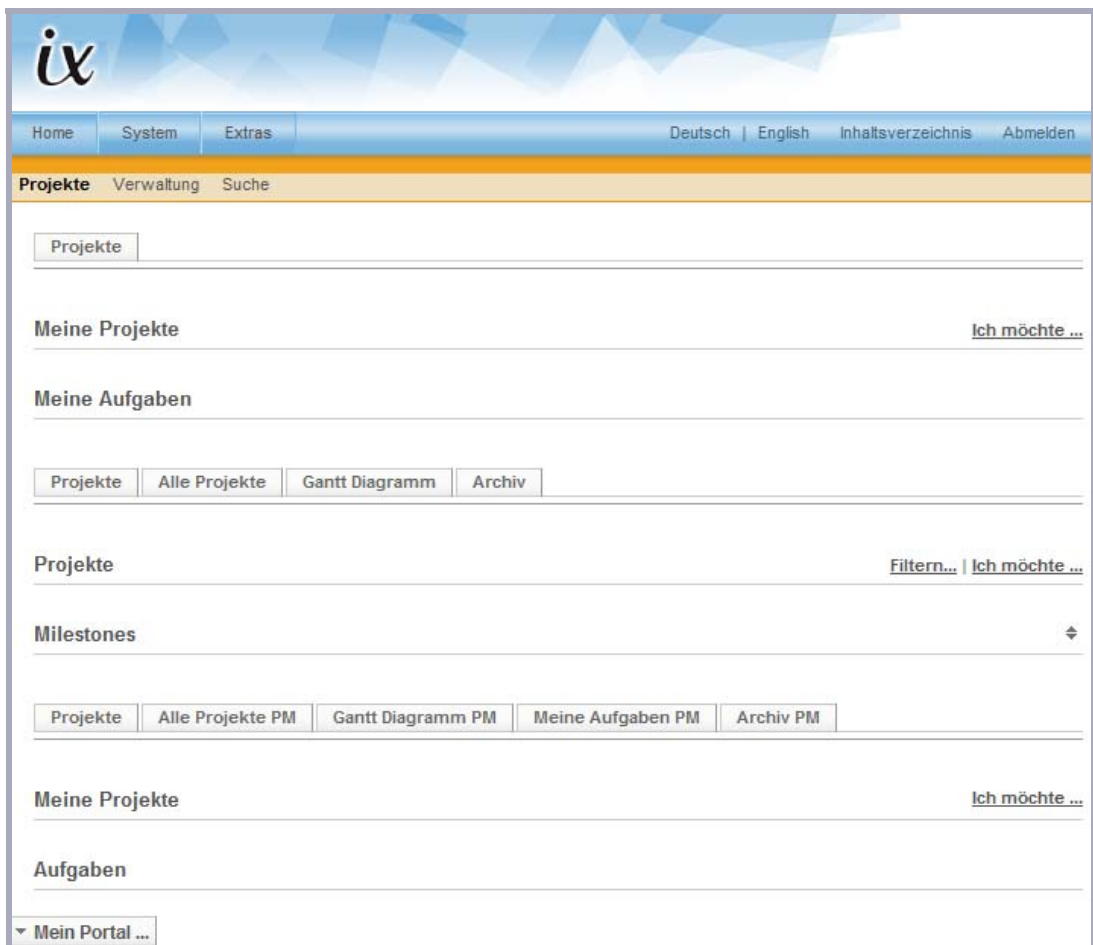 ix
Home System Extras Deutsch | English Inhaltsverzeichnis Abmelden
Projekte Verwaltung Suche
Projekte
Meine Projekte Ich möchte ...
Meine Aufgaben
Projekte Alle Projekte Gantt Diagramm Archiv
Projekte Filtern... | Ich möchte ...
Milestones
Projekte Alle Projekte PM Gantt Diagramm PM Meine Aufgaben PM Archiv PM
Meine Projekte Ich möchte ...
Aufgaben
Mein Portal ...